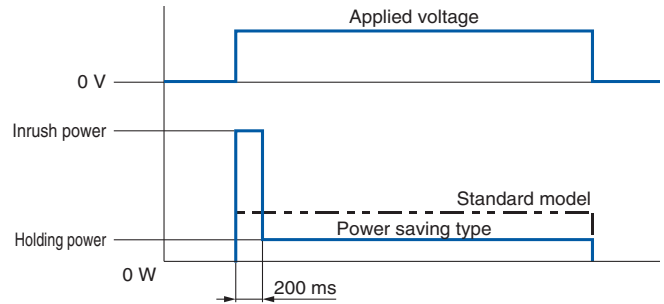 Applied voltage
0 V
Inrush power
Standard model
Power saving type
Holding power
0 W
200 ms